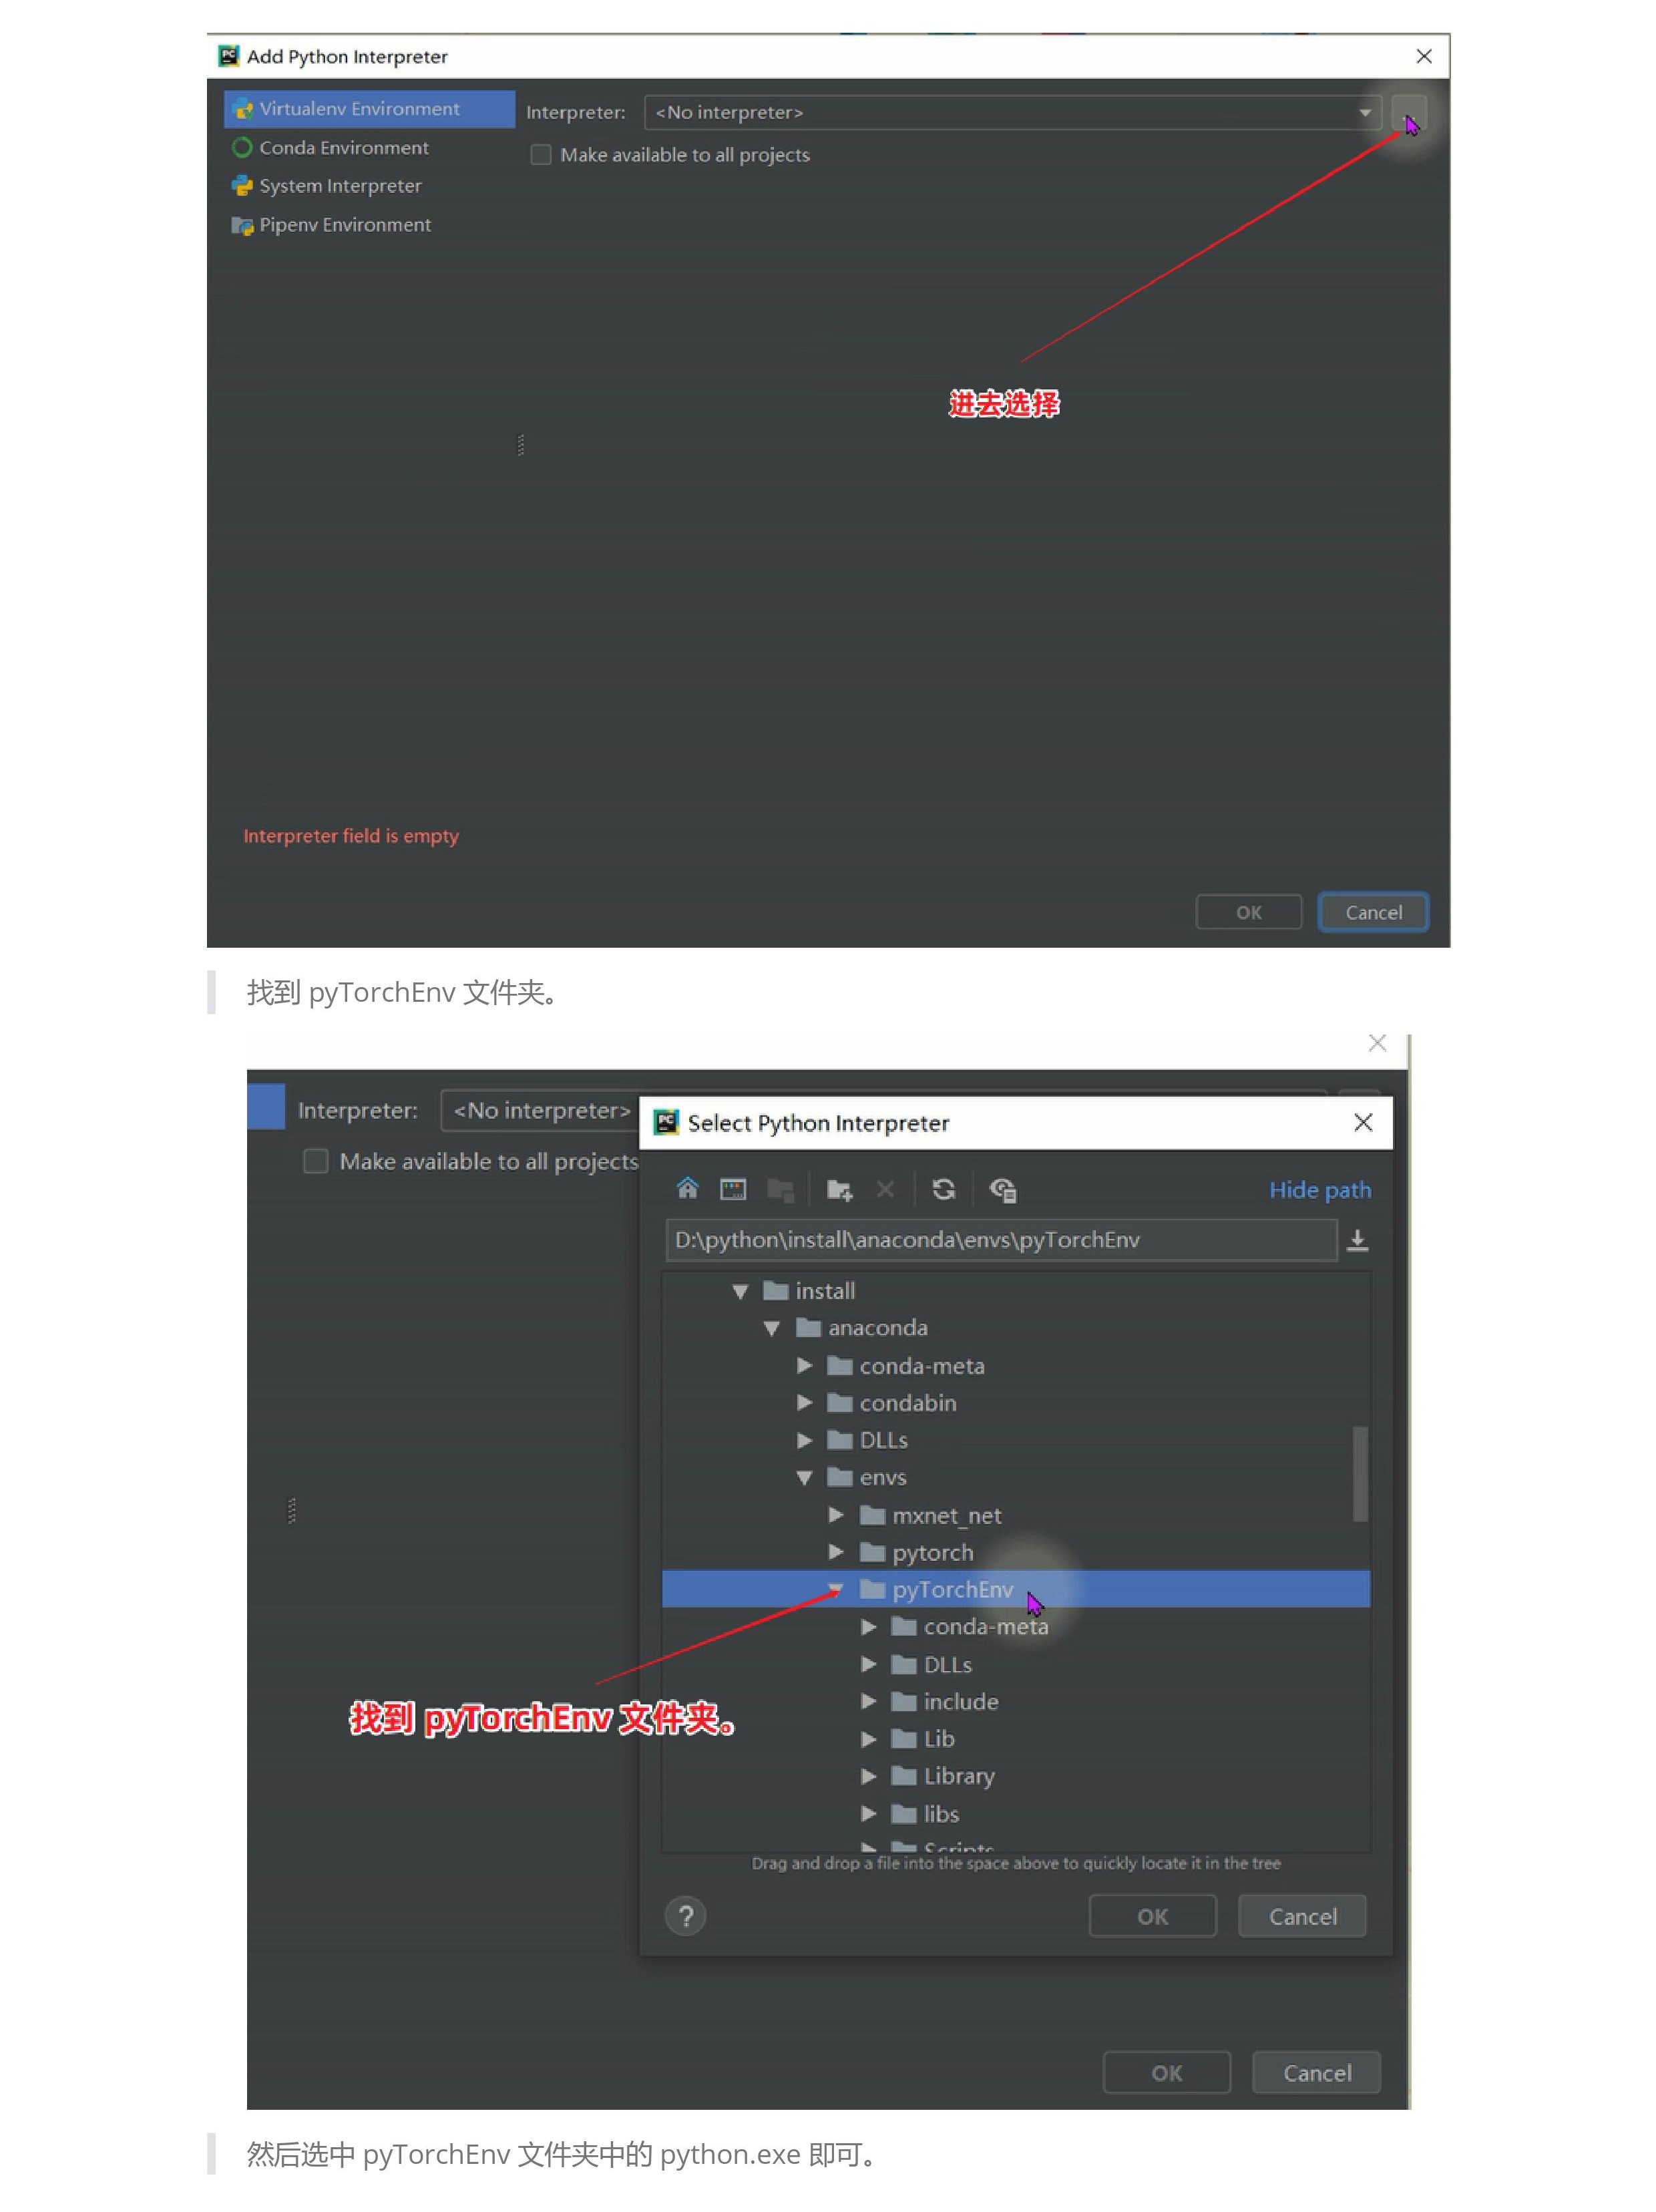 Add Python Interpreter
Virtualenv Environment
Interpreter: <No interpreter>
Conda Environment
Make available to all projects
System Interpreter
Pipenv Environment
进去选择
Interpreter field is empty
OK Cancel
找到 pyTorchEnv 文件夹。
Interpreter: <No interpreter>
Select Python Interpreter
Make available to all projects
Hide path
D:\python\install\anaconda\envs\pyTorchEnv
install
anaconda
conda-meta
condabin
DLLs
envs
mxnet_net
pytorch
pyTorchEnv
conda-meta
DLLs
include
Lib
找到 pyTorchEnv 文件夹。
Library
libs
Scripts
Drag and drop a file into the space above to quickly locate it in the tree
? OK Cancel
OK Cancel
然后选中 pyTorchEnv 文件夹中的 python.exe 即可。